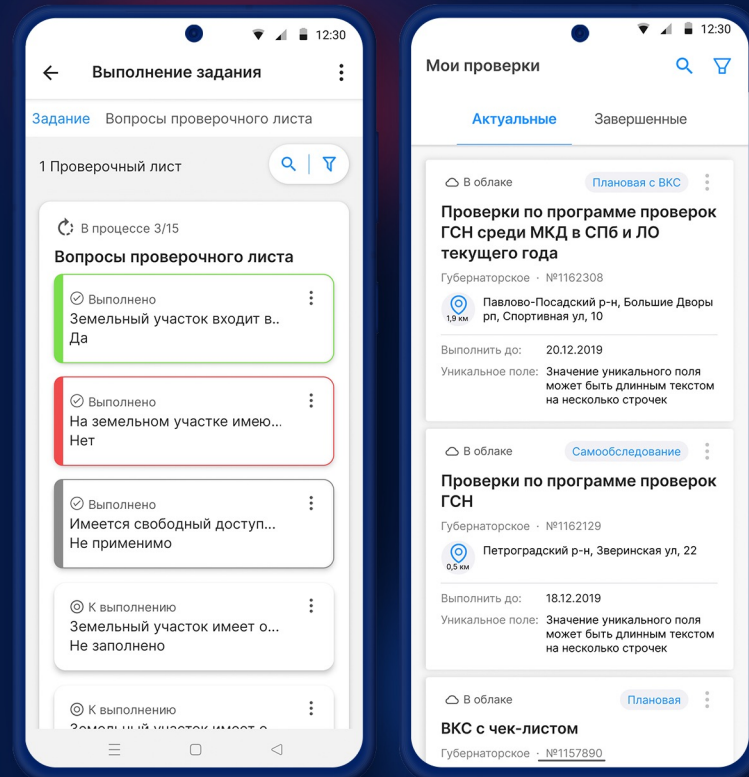 12:30
Выполнение задания
Задание Вопросы проверочного листа
1 Проверочный лист
В процессе 3/15
Вопросы проверочного листа
Выполнено
Земельный участок входит в..
Да
Выполнено
На земельном участке имею...
Нет
Выполнено
Имеется свободный доступ...
Не применимо
К выполнению
Земельный участок имеет о...
Не заполнено
К выполнению
Земельный участок имеет о...
12:30
Мои проверки
Актуальные Завершенные
В облаке Плановая с ВКС
Проверки по программе проверок
ГСН среди МКД в СПб и ЛО
текущего года
Губернаторское · №1162308
Павлово-Посадский р-н, Большие Дворы
1,9 км рп, Спортивная ул, 10
Выполнить до: 20.12.2019
Уникальное поле: Значение уникального поля
может быть длинным текстом
на несколько строчек
В облаке Самообследование
Проверки по программе проверок
ГСН
Губернаторское · №1162129
Петроградский р-н, Зверинская ул, 22
0,5 км
Выполнить до: 18.12.2019
Уникальное поле: Значение уникального поля
может быть длинным текстом
на несколько строчек
В облаке Плановая
ВКС с чек-листом
Губернаторское · №1157890